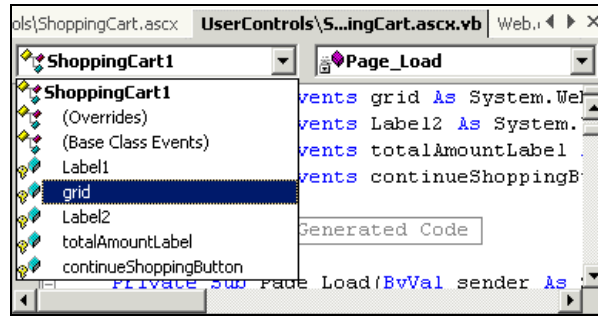 ols\ShoppingCart.ascx UserControls\S...ingCart.ascx.vb Web.
ShoppingCart1 Page_Load
ShoppingCart1
(Overrides) vents grid As System.Web
(Base Class Events) vents Label2 As System.
Label1 vents totalAmountLabel
grid vents continueShoppingB
Label2
totalAmountLabel Generated Code
continueShoppingButton
Private Sub Page_Load(ByVal sender As